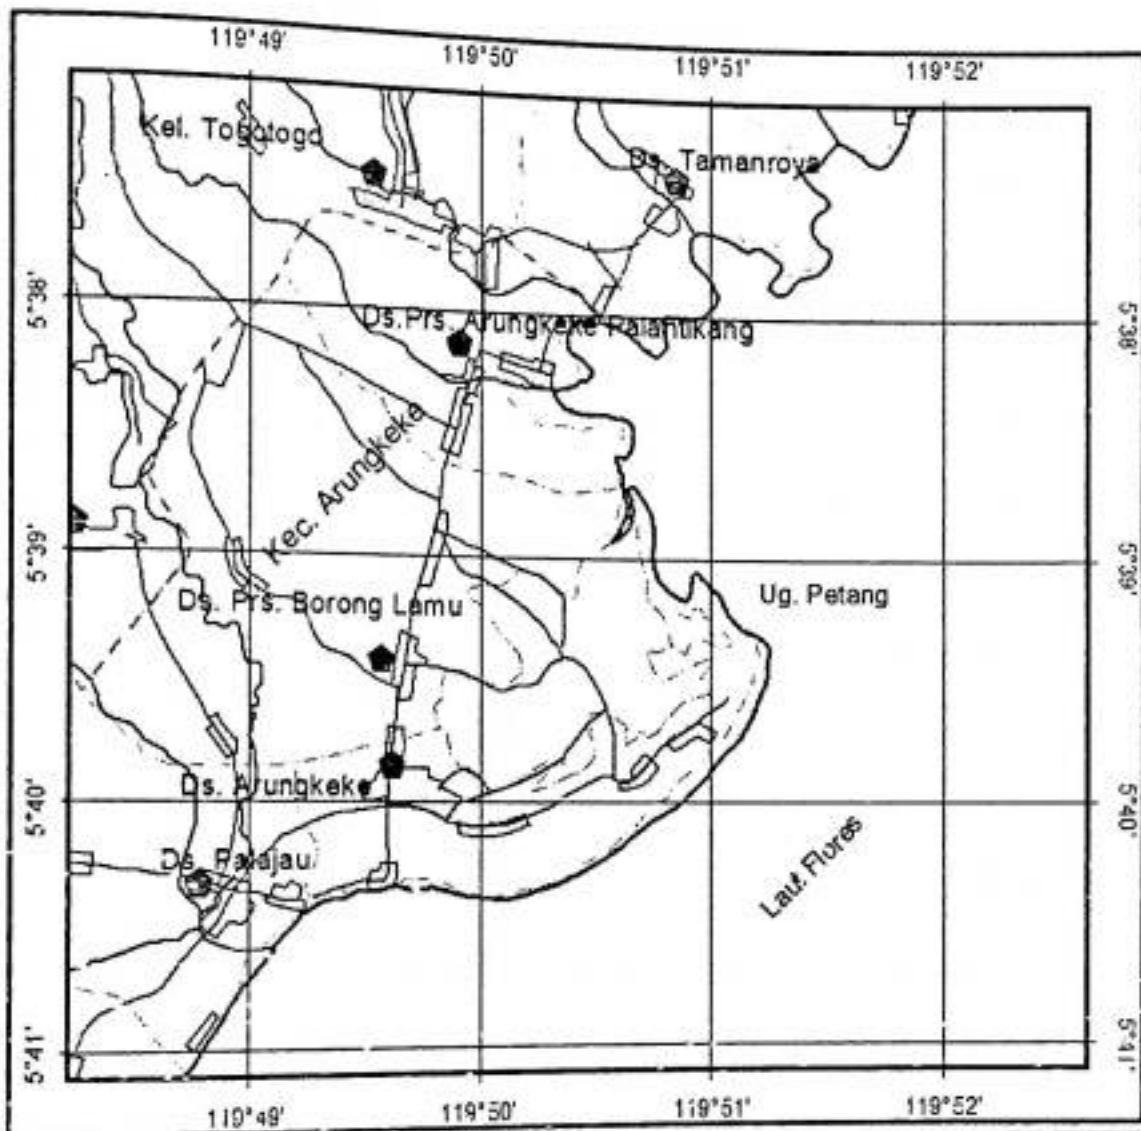 119°49'
119°50'
119°51'
119°52'
Kel. Togotogo
Ds. Tamanroya
5°38'
5°38'
Ds.Prs. Arungkeke Palantikang
Kec. Arungkeke
5°39'
5°39'
Ds. Prs. Borong Lamu
Ug. Petang
Ds. Arungkeke
5°40'
5°40'
Ds. Palajau
Laut Flores
5°41'
5°41'
119°49'
119°50'
119°51'
119°52'